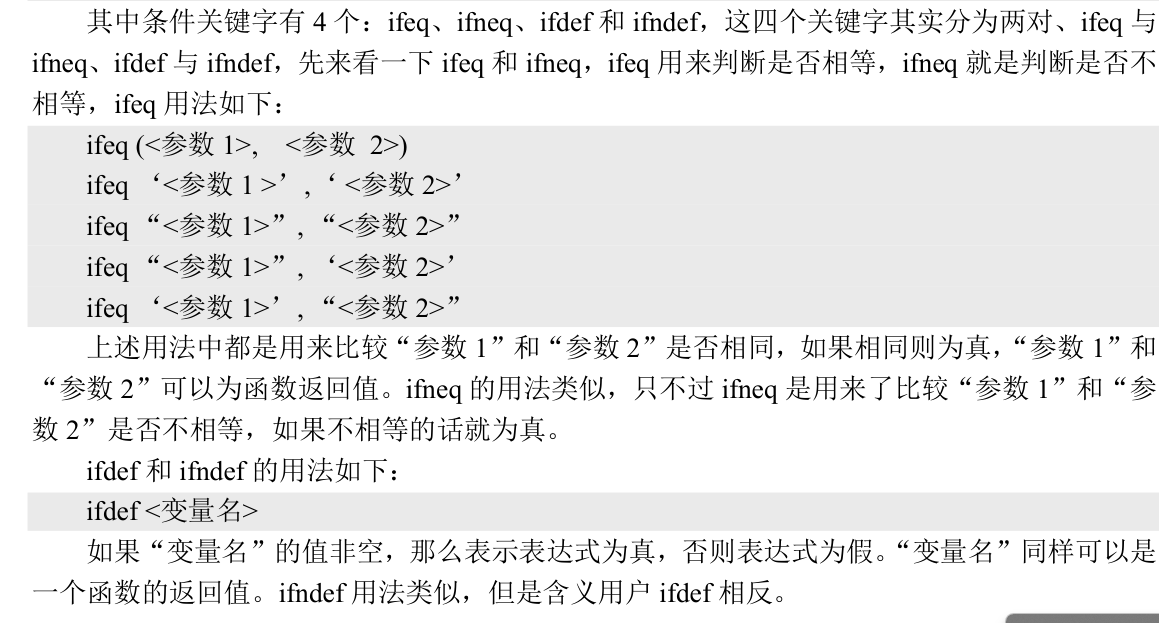 其中条件关键字有 4 个：ifeq、ifneq、ifdef 和 ifndef，这四个关键字其实分为两对、ifeq 与
ifneq、ifdef 与 ifndef，先来看一下 ifeq 和 ifneq，ifeq 用来判断是否相等，ifneq 就是判断是否不
相等，ifeq 用法如下：
ifeq (<参数 1>, <参数 2>)
ifeq ‘<参数 1 >’, ‘ <参数 2>’
ifeq “<参数 1>”, “<参数 2>”
ifeq “<参数 1>”, ‘<参数 2>’
ifeq ‘<参数 1>’, “<参数 2>”
上述用法中都是用来比较“参数 1”和“参数 2”是否相同，如果相同则为真，“参数 1”和
“参数 2”可以为函数返回值。ifneq 的用法类似，只不过 ifneq 是用来了比较“参数 1”和“参
数 2”是否不相等，如果不相等的话就为真。
ifdef 和 ifndef 的用法如下：
ifdef <变量名>
如果“变量名”的值非空，那么表示表达式为真，否则表达式为假。“变量名”同样可以是
一个函数的返回值。ifndef 用法类似，但是含义用户 ifdef 相反。